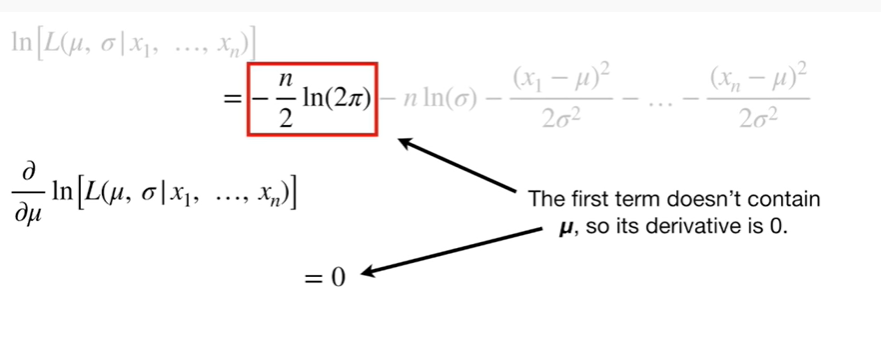 ln[L(μ, σ|x₁, …, xₙ)]
= −n/2 ln(2π) − n ln(σ) − (x₁ − μ)²/2σ² − … − (xₙ − μ)²/2σ²
∂/∂μ ln[L(μ, σ|x₁, …, xₙ)]
The first term doesn’t contain
μ, so its derivative is 0.
= 0